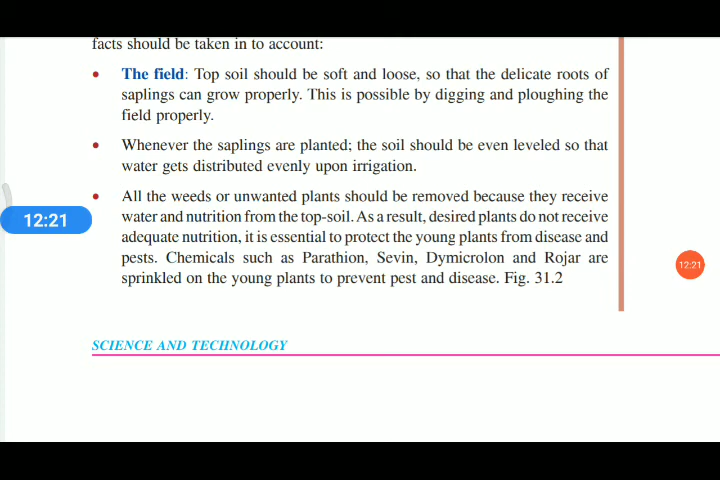 facts should be taken in to account:
• The field: Top soil should be soft and loose, so that the delicate roots of
saplings can grow properly. This is possible by digging and ploughing the
field properly.
• Whenever the saplings are planted; the soil should be even leveled so that
water gets distributed evenly upon irrigation.
• All the weeds or unwanted plants should be removed because they receive
water and nutrition from the top-soil. As a result, desired plants do not receive
adequate nutrition, it is essential to protect the young plants from disease and
pests. Chemicals such as Parathion, Sevin, Dymicrolon and Rojar are
sprinkled on the young plants to prevent pest and disease. Fig. 31.2
12:21
12:21
SCIENCE AND TECHNOLOGY